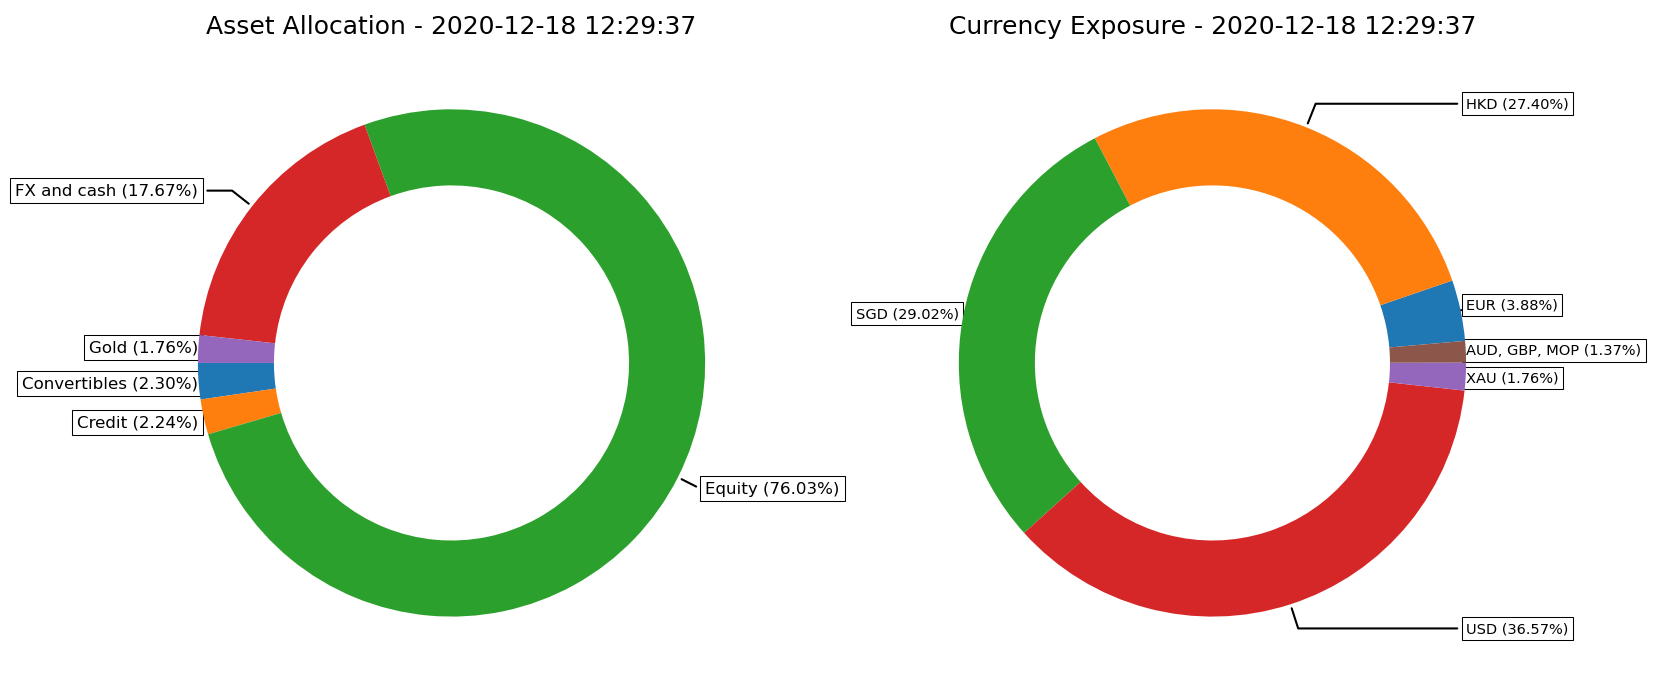 Asset Allocation - 2020-12-18 12:29:37
FX and cash (17.67%)
Gold (1.76%)
Convertibles (2.30%)
Credit (2.24%)
Equity (76.03%)
Currency Exposure - 2020-12-18 12:29:37
HKD (27.40%)
EUR (3.88%)
SGD (29.02%)
AUD, GBP, MOP (1.37%)
XAU (1.76%)
USD (36.57%)